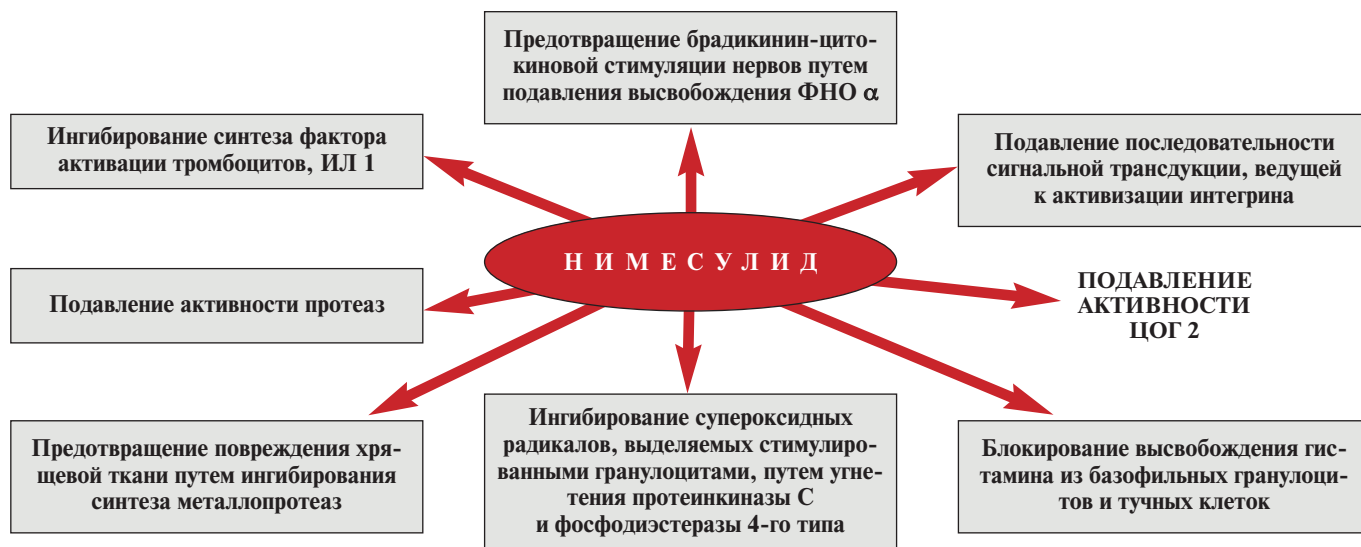 Предотвращение брадикинин-цито-
киновой стимуляции нервов путем
подавления высвобождения ФНО α
Ингибирование синтеза фактора
активации тромбоцитов, ИЛ 1
Подавление последовательности
сигнальной трансдукции, ведущей
к активизации интегрина
НИМЕСУЛИД
Подавление активности протеаз
ПОДАВЛЕНИЕ
АКТИВНОСТИ
ЦОГ 2
Предотвращение повреждения хря-
щевой ткани путем ингибирования
синтеза металлопротеаз
Ингибирование супероксидных
радикалов, выделяемых стимулиро-
ванными гранулоцитами, путем угне-
тения протеинкиназы С
и фосфодиэстеразы 4-го типа
Блокирование высвобождения гис-
тамина из базофильных гранулоци-
тов и тучных клеток